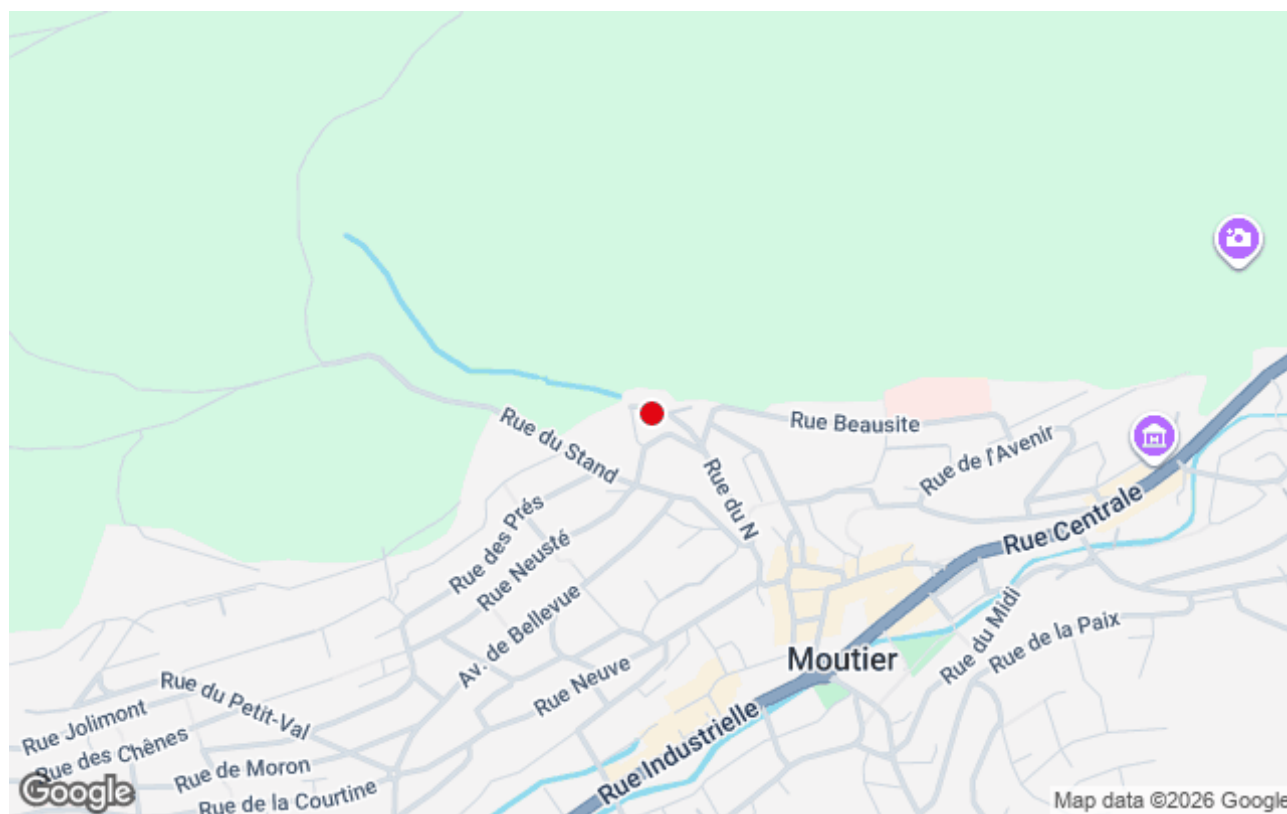 Rue du Stand
Rue Beausite
Rue de l'Avenir
Rue du N
Rue Centrale
Rue des Prés
Rue Neusté
Av. de Bellevue
Rue du Midi
Rue de la Paix
Moutier
Rue Neuve
Rue du Petit-Val
Rue Jolimont
Rue des Chênes
Rue de Moron
Rue Industrielle
Rue de la Courtine
Google
Map data ©2026 Google